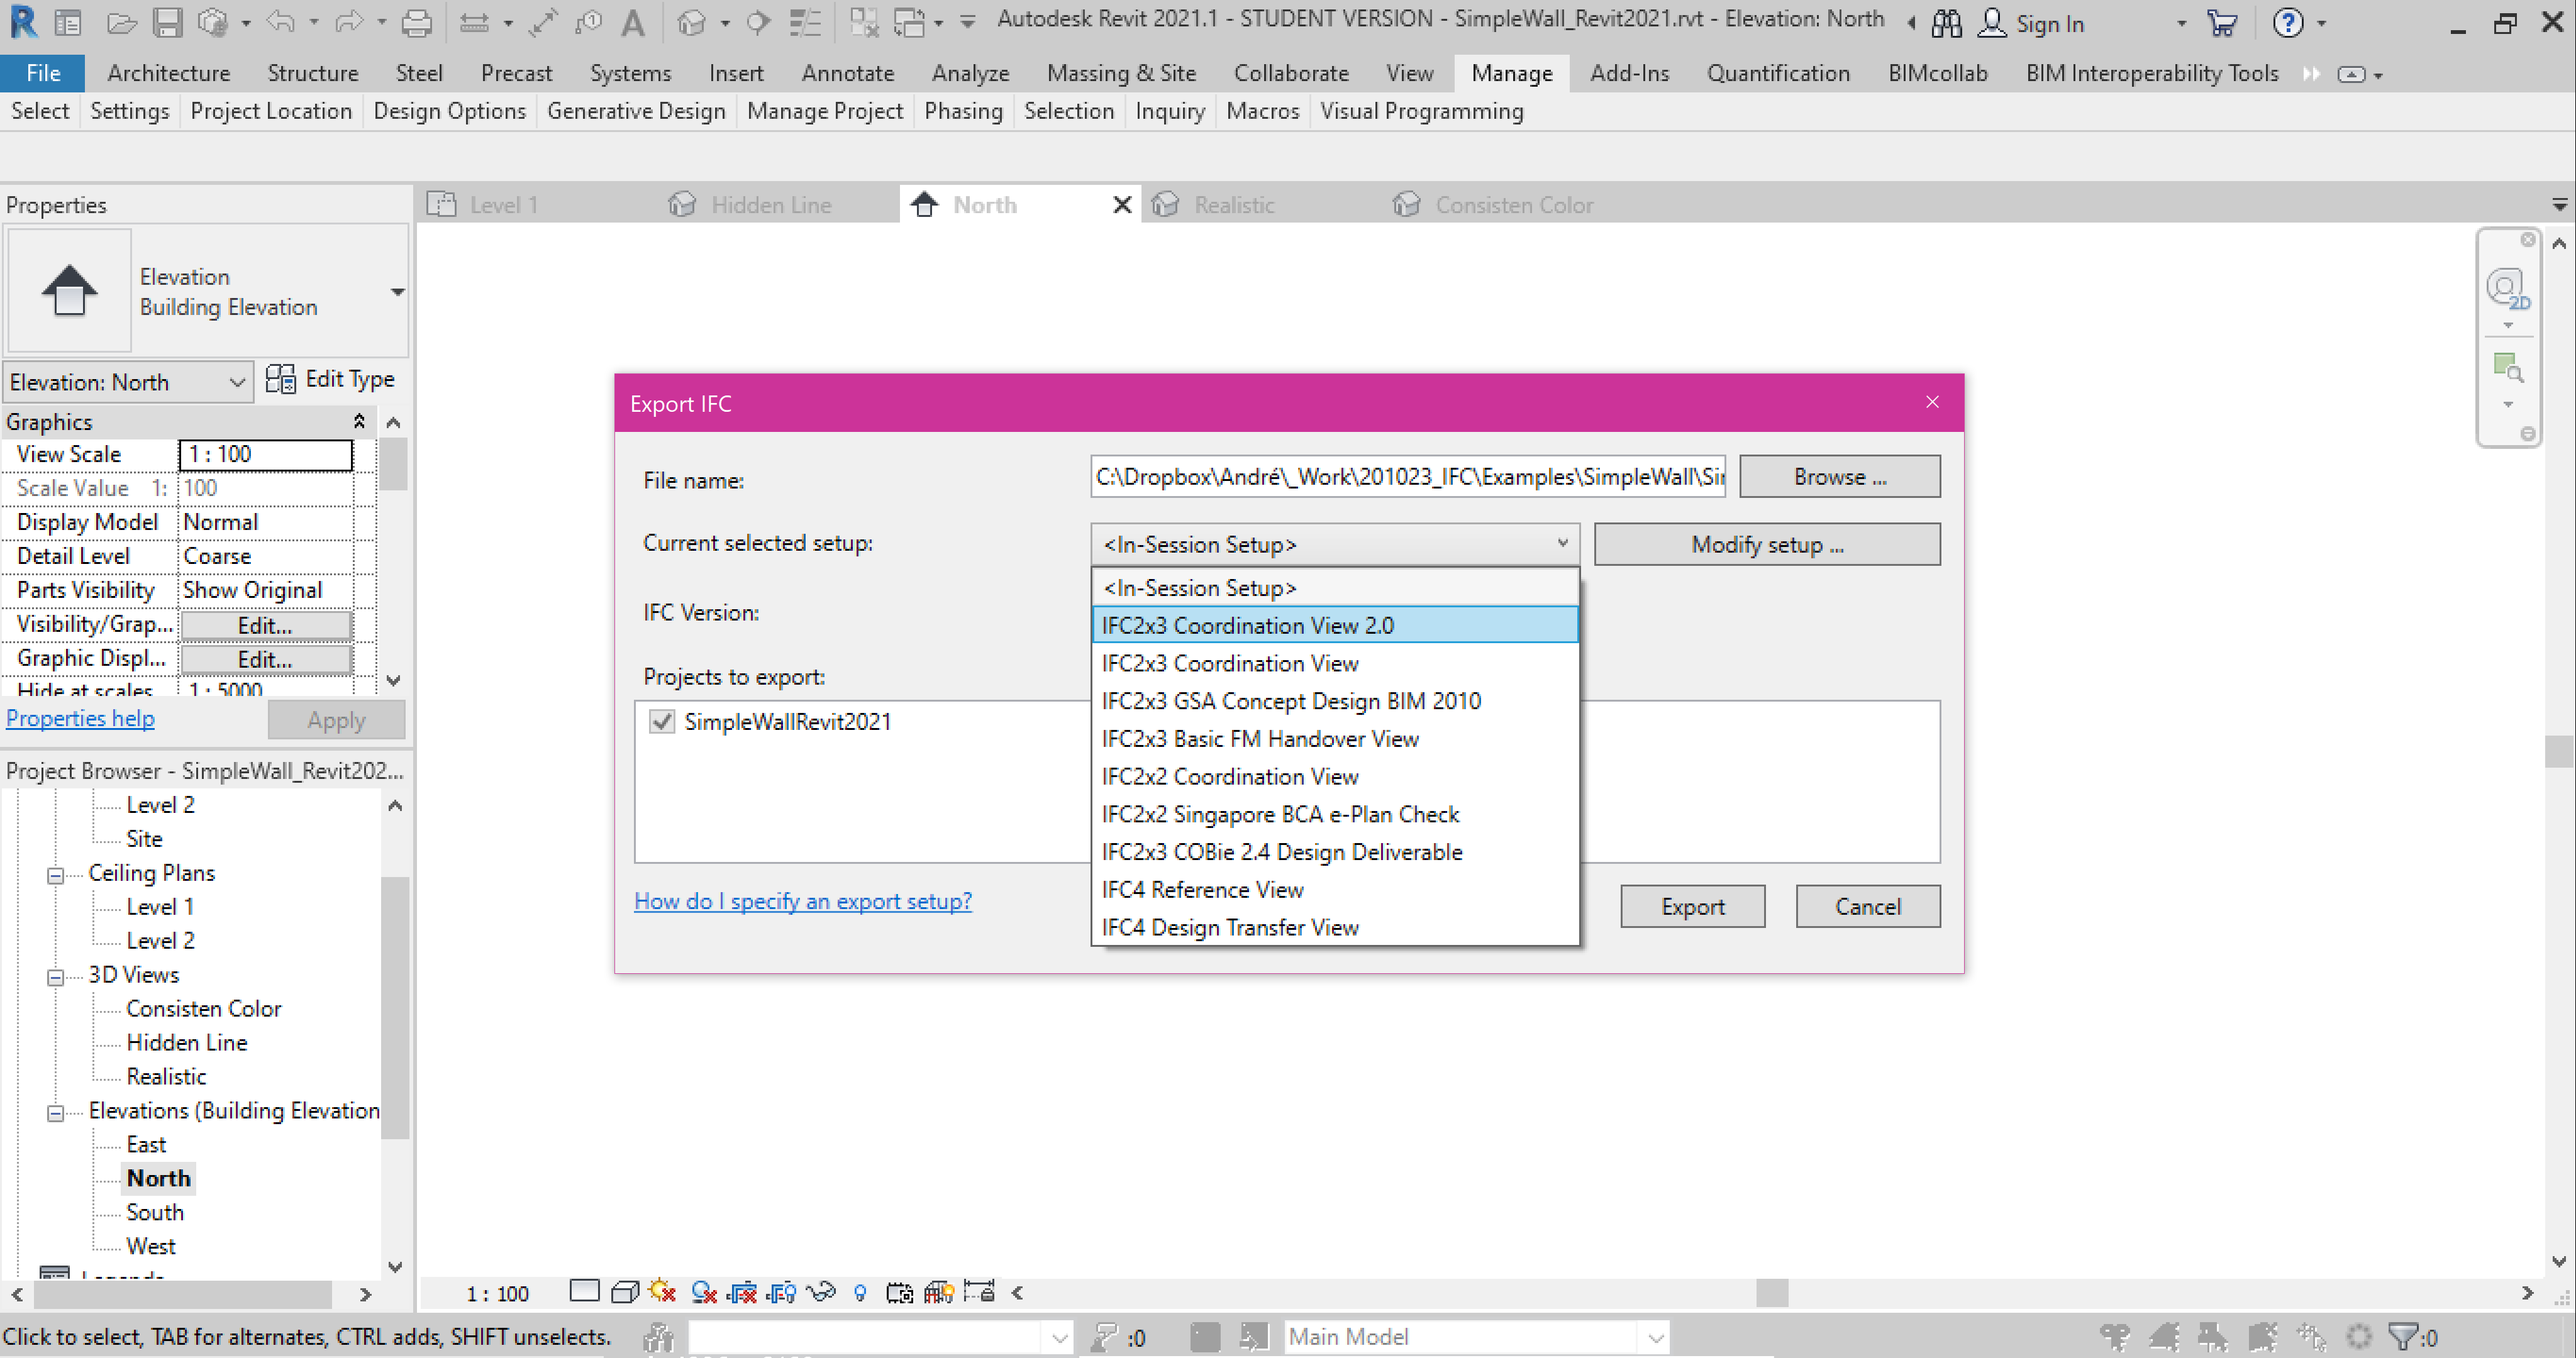 Autodesk Revit 2021.1 - STUDENT VERSION - SimpleWall_Revit2021.rvt - Elevation: North
Sign In
File Architecture Structure Steel Precast Systems Insert Annotate Analyze Massing & Site Collaborate View Manage Add-Ins Quantification BIMcollab BIM Interoperability Tools
Select Settings Project Location Design Options Generative Design Manage Project Phasing Selection Inquiry Macros Visual Programming
Properties
Level 1 Hidden Line North Realistic Consisten Color
Elevation
Building Elevation
Elevation: North Edit Type
Graphics
View Scale 1 : 100
Scale Value 1: 100
Display Model Normal
Detail Level Coarse
Parts Visibility Show Original
Visibility/Grap... Edit...
Graphic Displ... Edit...
Hide at scales 1 : 5000
Properties help Apply
Project Browser - SimpleWall_Revit202...
Level 2
Site
Ceiling Plans
Level 1
Level 2
3D Views
Consisten Color
Hidden Line
Realistic
Elevations (Building Elevation
East
North
South
West
Legends
2D
Export IFC
File name: C:\Dropbox\André\_Work\201023_IFC\Examples\SimpleWall\Si Browse ...
Current selected setup: <In-Session Setup> Modify setup ...
<In-Session Setup>
IFC Version:
IFC2x3 Coordination View 2.0
IFC2x3 Coordination View
IFC2x3 GSA Concept Design BIM 2010
IFC2x3 Basic FM Handover View
IFC2x2 Coordination View
IFC2x2 Singapore BCA e-Plan Check
IFC2x3 COBie 2.4 Design Deliverable
IFC4 Reference View
IFC4 Design Transfer View
Projects to export:
SimpleWallRevit2021
How do I specify an export setup?
Export Cancel
1 : 100
Click to select, TAB for alternates, CTRL adds, SHIFT unselects. :0 Main Model :0